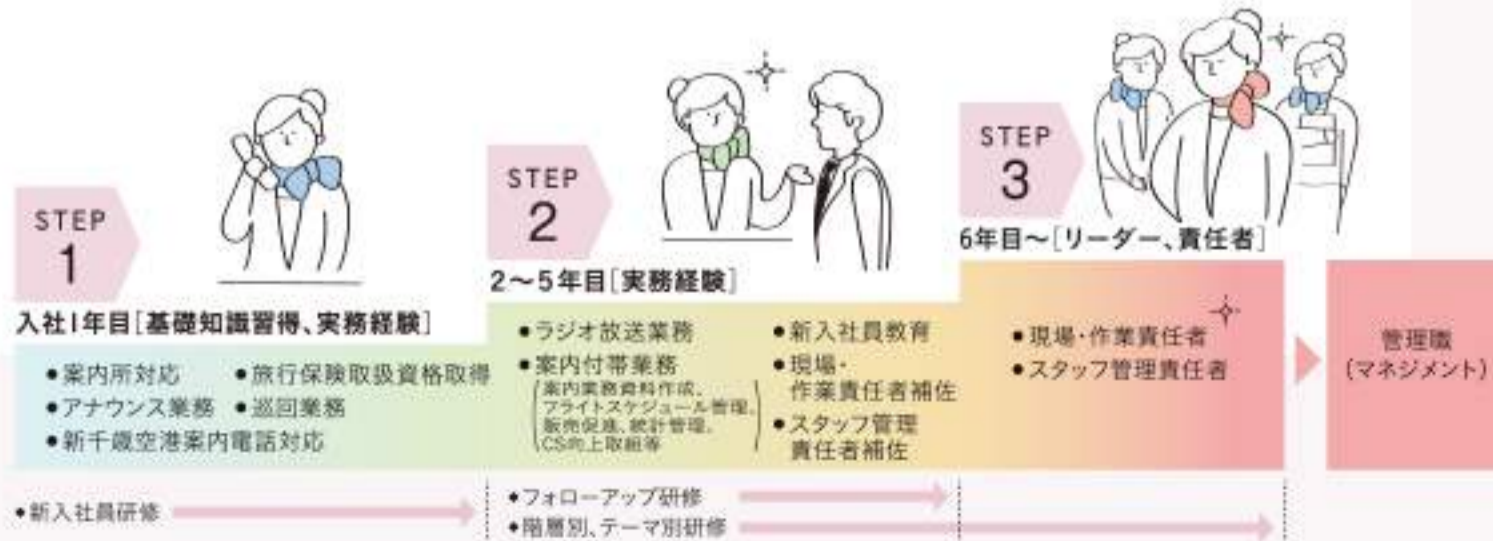 STEP
1
入社1年目[基礎知識習得、実務経験]
●案内所対応 ●旅行保険取扱資格取得
●アナウンス業務 ●巡回業務
●新千歳空港案内電話対応
STEP
2
2〜5年目[実務経験]
●ラジオ放送業務
●案内付帯業務
(案内業務資料作成、
フライトスケジュール管理、
販売促進、統計管理、
CS向上取組等)
●新入社員教育
●現場・
作業責任者補佐
●スタッフ管理
責任者補佐
STEP
3
6年目〜[リーダー、責任者]
●現場・作業責任者
●スタッフ管理責任者
管理職
(マネジメント)
●新入社員研修
●フォローアップ研修
●階層別、テーマ別研修